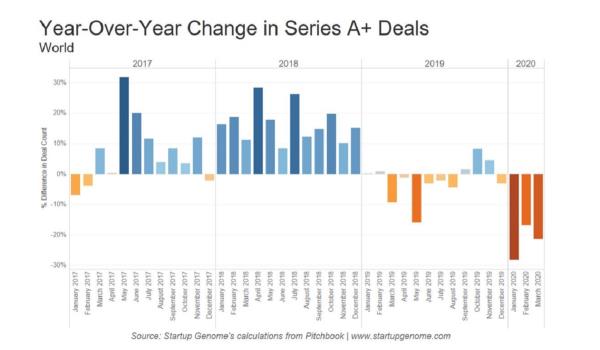 Year-Over-Year Change in Series A+ Deals
World
2017 2018 2019 2020
% Difference in Deal Count
30%
20%
10%
0%
-10%
-20%
-30%
January 2017
February 2017
March 2017
April 2017
May 2017
June 2017
July 2017
August 2017
September 2017
October 2017
November 2017
December 2017
January 2018
February 2018
March 2018
April 2018
May 2018
June 2018
July 2018
August 2018
September 2018
October 2018
November 2018
December 2018
January 2019
February 2019
March 2019
April 2019
May 2019
June 2019
July 2019
August 2019
September 2019
October 2019
November 2019
December 2019
January 2020
February 2020
March 2020
Source: Startup Genome's calculations from Pitchbook | www.startupgenome.com